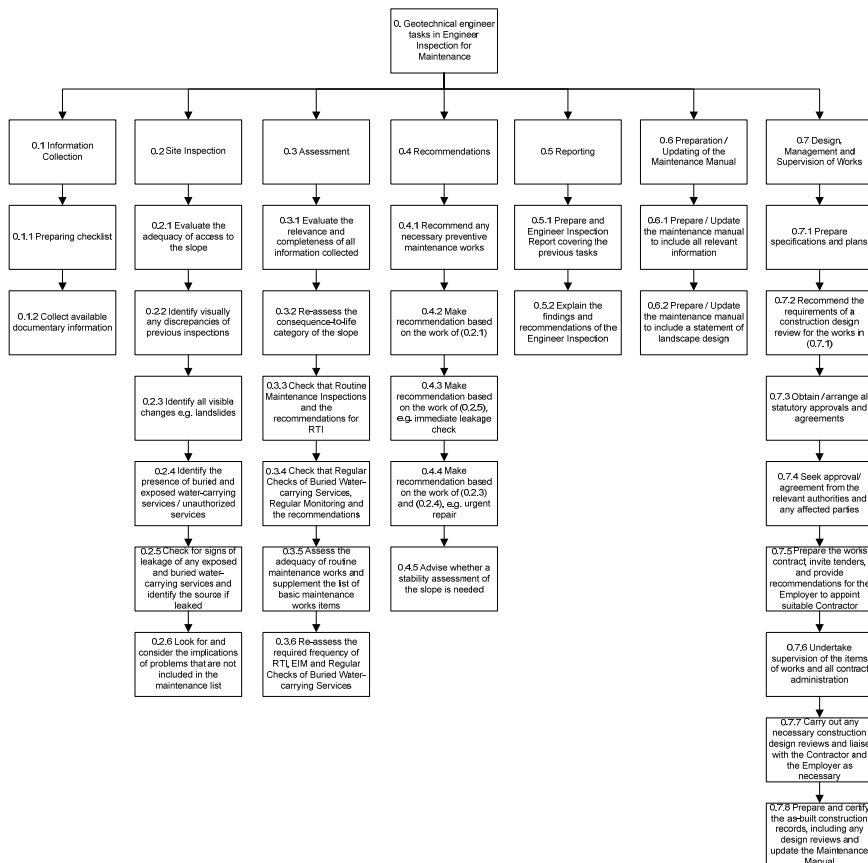 0. Geotechnical engineer
tasks in Engineer
Inspection for
Maintenance
0.1 Information
Collection
0.2 Site Inspection
0.3 Assessment
0.4 Recommendations
0.5 Reporting
0.6 Preparation /
Updating of the
Maintenance Manual
0.7 Design,
Management and
Supervision of Works
0.1.1 Preparing checklist
0.1.2 Collect available
documentary information
0.2.1 Evaluate the
adequacy of access to
the slope
0.2.2 Identify visually
any discrepancies of
previous inspections
0.2.3 Identify all visible
changes e.g. landslides
0.2.4 Identify the
presence of buried and
exposed water-carrying
services / unauthorized
services
0.2.5 Check for signs of
leakage of any exposed
and buried water-
carrying services and
identify the source if
leaked
0.2.6 Look for and
consider the implications
of problems that are not
included in the
maintenance list
0.3.1 Evaluate the
relevance and
completeness of all
information collected
0.3.2 Re-assess the
consequence-to-life
category of the slope
0.3.3 Check that Routine
Maintenance Inspections
and the
recommendations for
RTI
0.3.4 Check that Regular
Checks of Buried Water-
carrying Services,
Regular Monitoring and
the recommendations
0.3.5 Assess the
adequacy of routine
maintenance works and
supplement the list of
basic maintenance
works items
0.3.6 Re-assess the
required frequency of
RTI, EIM and Regular
Checks of Buried Water-
carrying Services
0.4.1 Recommend any
necessary preventive
maintenance works
0.4.2 Make
recommendation based
on the work of (0.2.1)
0.4.3 Make
recommendation based
on the work of (0.2.5),
e.g. immediate leakage
check
0.4.4 Make
recommendation based
on the work of (0.2.3)
and (0.2.4), e.g. urgent
repair
0.4.5 Advise whether a
stability assessment of
the slope is needed
0.5.1 Prepare and
Engineer Inspection
Report covering the
previous tasks
0.5.2 Explain the
findings and
recommendations of the
Engineer Inspection
0.6.1 Prepare / Update
the maintenance manual
to include all relevant
information
0.6.2 Prepare / Update
the maintenance manual
to include a statement of
landscape design
0.7.1 Prepare
specifications and plans
0.7.2 Recommend the
requirements of a
construction design
review for the works in
(0.7.1)
0.7.3 Obtain / arrange al
statutory approvals and
agreements
0.7.4 Seek approval/
agreement from the
relevant authorities and
any affected parties
0.7.5 Prepare the works
contract, invite tenders,
and provide
recommendations for the
Employer to appoint
suitable Contractor
0.7.6 Undertake
supervision of the items
of works and all contract
administration
0.7.7 Carry out any
necessary construction
design reviews and liaise
with the Contractor and
the Employer as
necessary
0.7.8 Prepare and certify
the as-built construction
records, including any
design reviews and
update the Maintenance
Manual